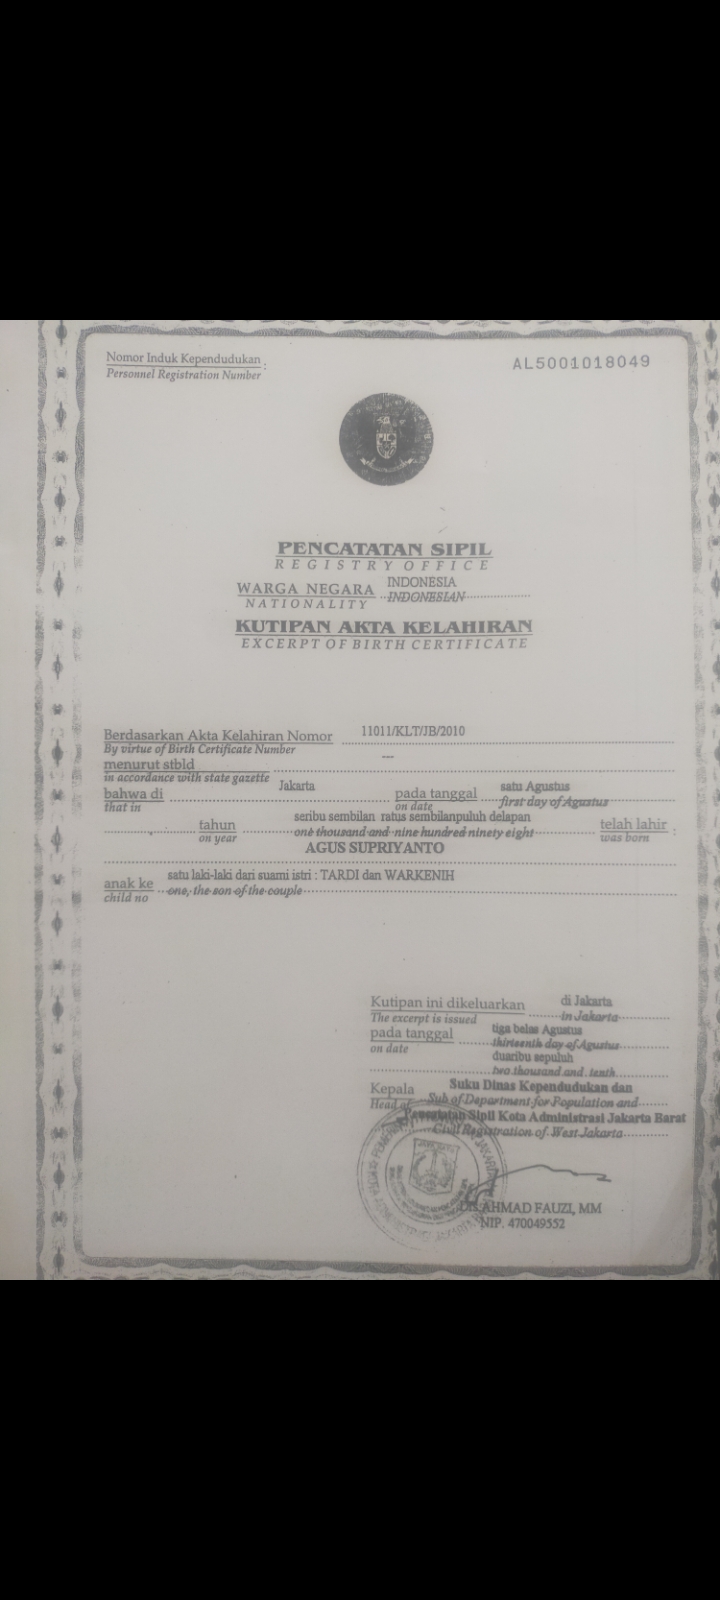 Nomor Induk Kependudukan :
Personnel Registration Number
AL5001018049
PENCATATAN SIPIL
REGISTRY OFFICE
WARGA NEGARA INDONESIA
NATIONALITY INDONESIAN
KUTIPAN AKTA KELAHIRAN
EXCERPT OF BIRTH CERTIFICATE
Berdasarkan Akta Kelahiran Nomor 11011/KLT/JB/2010
By virtue of Birth Certificate Number
menurut stbld ---
in accordance with state gazette
bahwa di Jakarta pada tanggal satu Agustus
that in on date first day of Agustus
tahun seribu sembilan ratus sembilanpuluh delapan telah lahir :
on year one thousand and nine hundred ninety eight was born
AGUS SUPRIYANTO
anak ke satu laki-laki dari suami istri : TARDI dan WARKENIH
child no one, the son of the couple
Kutipan ini dikeluarkan di Jakarta
The excerpt is issued in Jakarta
pada tanggal tiga belas Agustus
on date thirteenth day of Agustus
duaribu sepuluh
two thousand and tenth
Kepala Suku Dinas Kependudukan dan
Head of Sub of Department for Population and
Pencatatan Sipil Kota Administrasi Jakarta Barat
Civil Registration of West Jakarta
AHMAD FAUZI, MM
NIP. 470049552